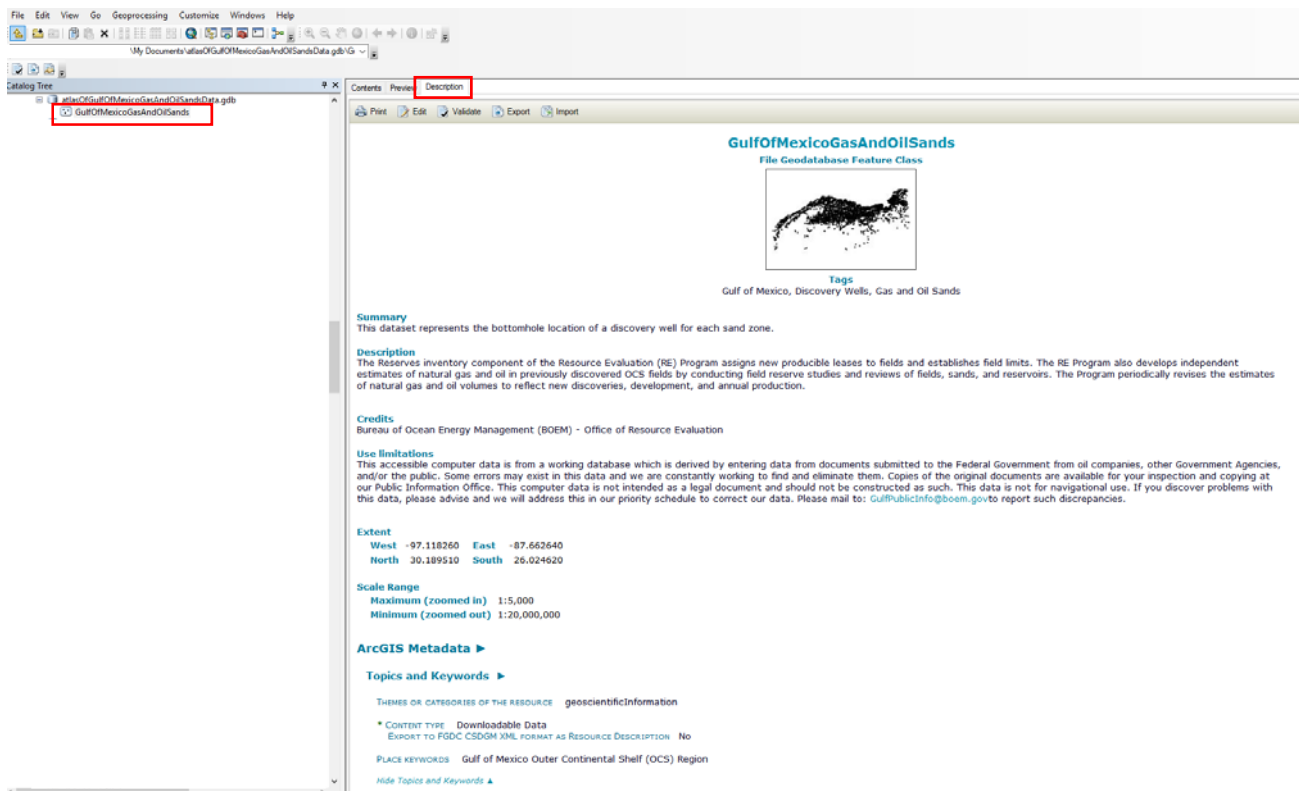 File Edit View Go Geoprocessing Customize Windows Help
\My Documents\atlasOfGulfOfMexicoGasAndOilSandsData.gdb\G
Catalog Tree
Contents Preview Description
atlasOfGulfOfMexicoGasAndOilSandsData.gdb
GulfOfMexicoGasAndOilSands
Print Edit Validate Export Import
GulfOfMexicoGasAndOilSands
File Geodatabase Feature Class
Tags
Gulf of Mexico, Discovery Wells, Gas and Oil Sands
Summary
This dataset represents the bottomhole location of a discovery well for each sand zone.
Description
The Reserves inventory component of the Resource Evaluation (RE) Program assigns new producible leases to fields and establishes field limits. The RE Program also develops independent
estimates of natural gas and oil in previously discovered OCS fields by conducting field reserve studies and reviews of fields, sands, and reservoirs. The Program periodically revises the estimates
of natural gas and oil volumes to reflect new discoveries, development, and annual production.
Credits
Bureau of Ocean Energy Management (BOEM) - Office of Resource Evaluation
Use limitations
This accessible computer data is from a working database which is derived by entering data from documents submitted to the Federal Government from oil companies, other Government Agencies,
and/or the public. Some errors may exist in this data and we are constantly working to find and eliminate them. Copies of the original documents are available for your inspection and copying at
our Public Information Office. This computer data is not intended as a legal document and should not be constructed as such. This data is not for navigational use. If you discover problems with
this data, please advise and we will address this in our priority schedule to correct our data. Please mail to: GulfPublicInfo@boem.govto report such discrepancies.
Extent
West -97.118260 East -87.662640
North 30.189510 South 26.024620
Scale Range
Maximum (zoomed in) 1:5,000
Minimum (zoomed out) 1:20,000,000
ArcGIS Metadata ►
Topics and Keywords ►
THEMES OR CATEGORIES OF THE RESOURCE geoscientificInformation
* CONTENT TYPE Downloadable Data
EXPORT TO FGDC CSDGM XML FORMAT AS RESOURCE DESCRIPTION No
PLACE KEYWORDS Gulf of Mexico Outer Continental Shelf (OCS) Region
Hide Topics and Keywords ▲